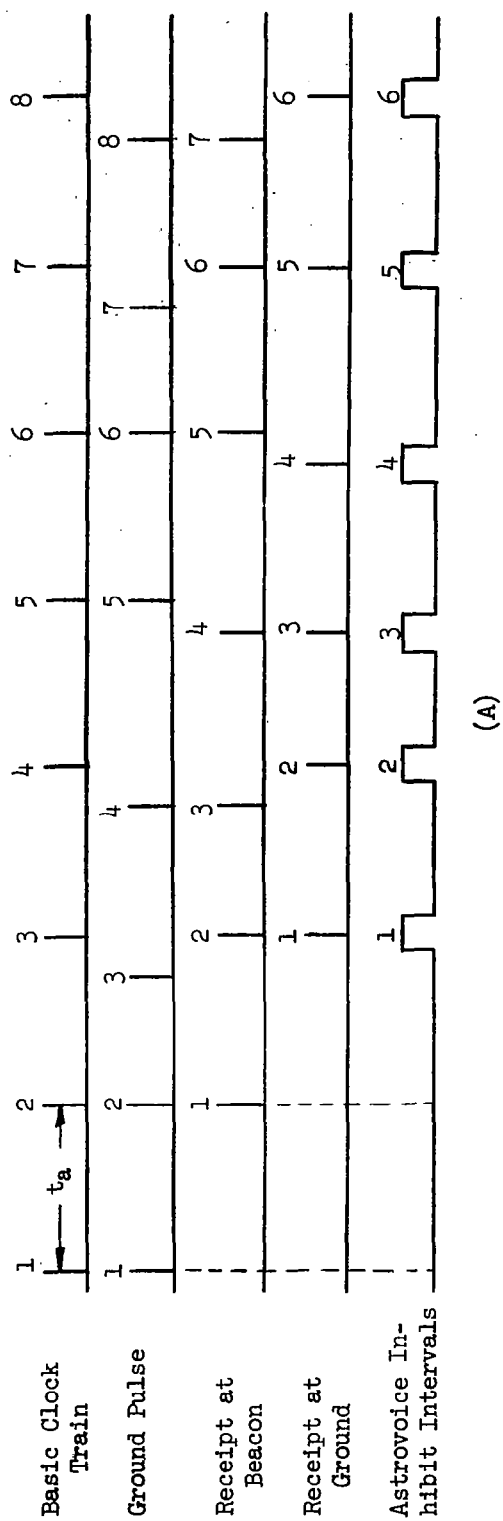 Basic Clock
Train
1 2 3 4 5 6 7 8
t_a
Ground Pulse
1 2 3 4 5 6 7 8
Receipt at
Beacon
1 2 3 4 5 6 7
Receipt at
Ground
1 2 3 4 5 6
Astrovoice In-
hibit Intervals
1 2 3 4 5 6
(A)